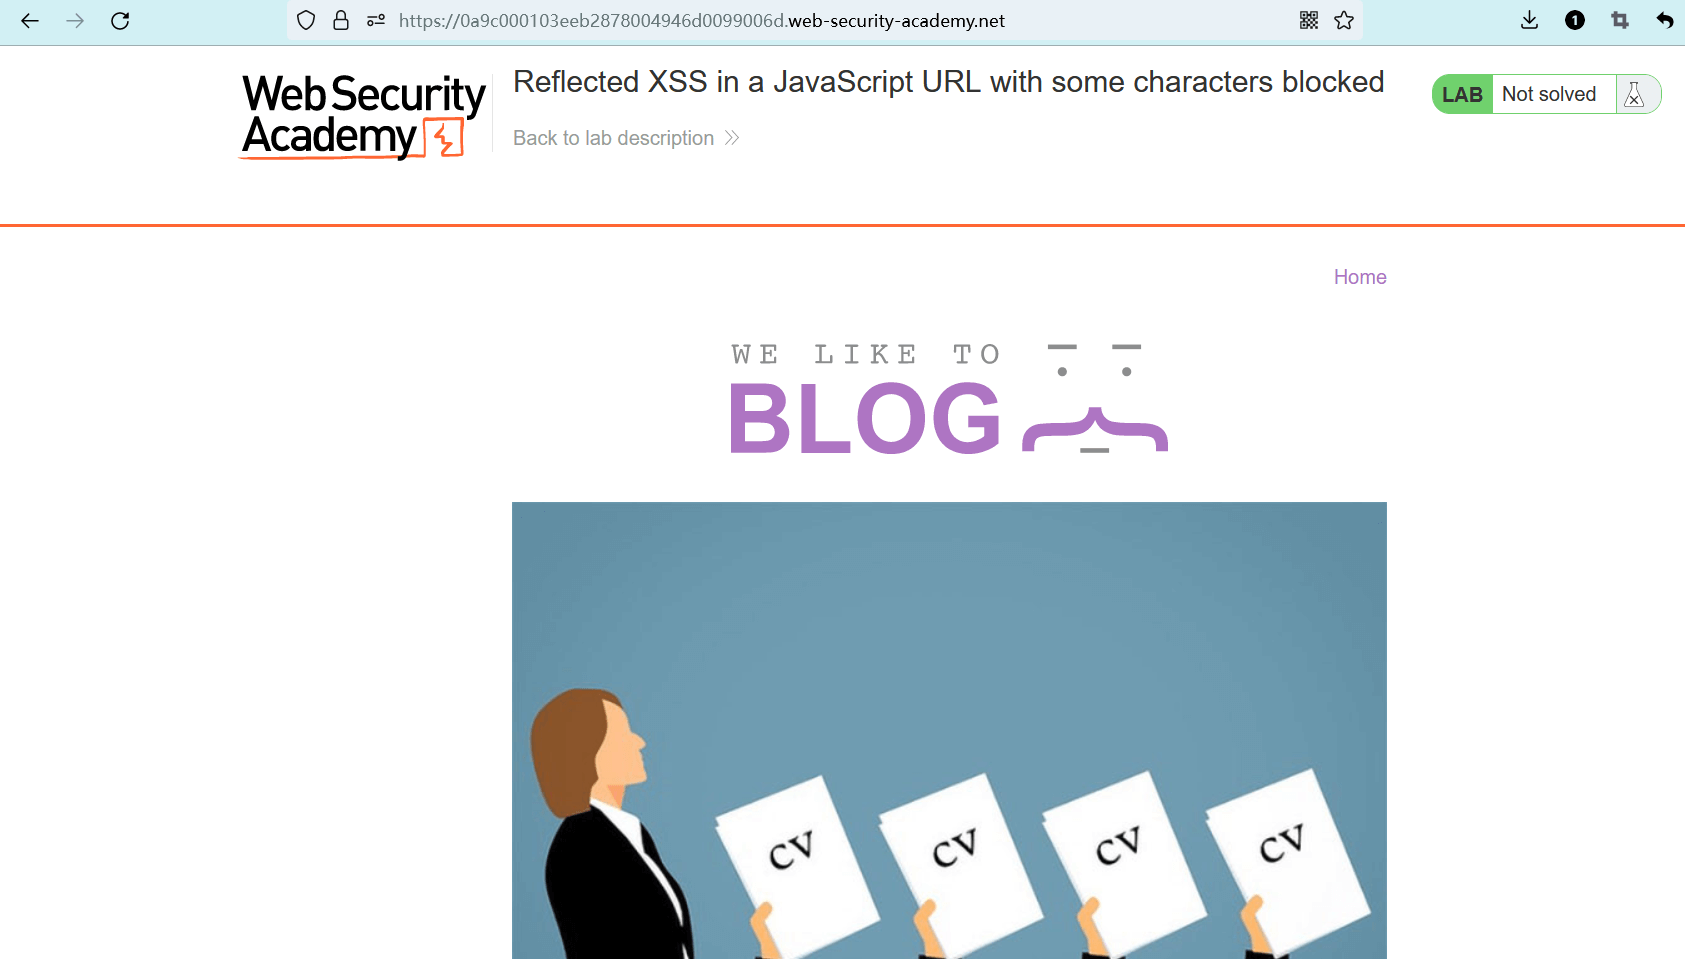 https://0a9c000103eeb2878004946d0099006d.web-security-academy.net
1
Web Security
Academy
Reflected XSS in a JavaScript URL with some characters blocked
Back to lab description
LAB Not solved
Home
WE LIKE TO
BLOG
CV CV CV CV